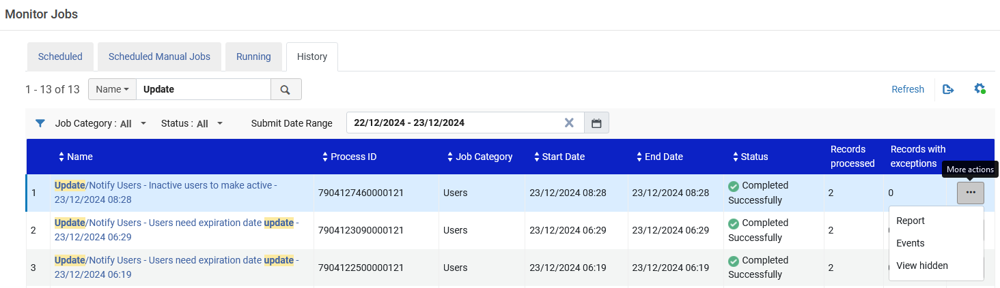 Monitor Jobs
Scheduled Scheduled Manual Jobs Running History
1 - 13 of 13 Name Update Refresh
Job Category : All Status : All Submit Date Range 22/12/2024 - 23/12/2024
Name Process ID Job Category Start Date End Date Status Records processed Records with exceptions
More actions
1 Update/Notify Users - Inactive users to make active - 7904127460000121 Users 23/12/2024 08:28 23/12/2024 08:28 Completed 2 0
23/12/2024 08:28 Successfully
Report
2 Update/Notify Users - Users need expiration date update - 7904123090000121 Users 23/12/2024 06:29 23/12/2024 06:29 Completed 2
23/12/2024 06:29 Successfully
Events
3 Update/Notify Users - Users need expiration date update - 7904122500000121 Users 23/12/2024 06:19 23/12/2024 06:19 Completed 2
23/12/2024 06:19 Successfully
View hidden